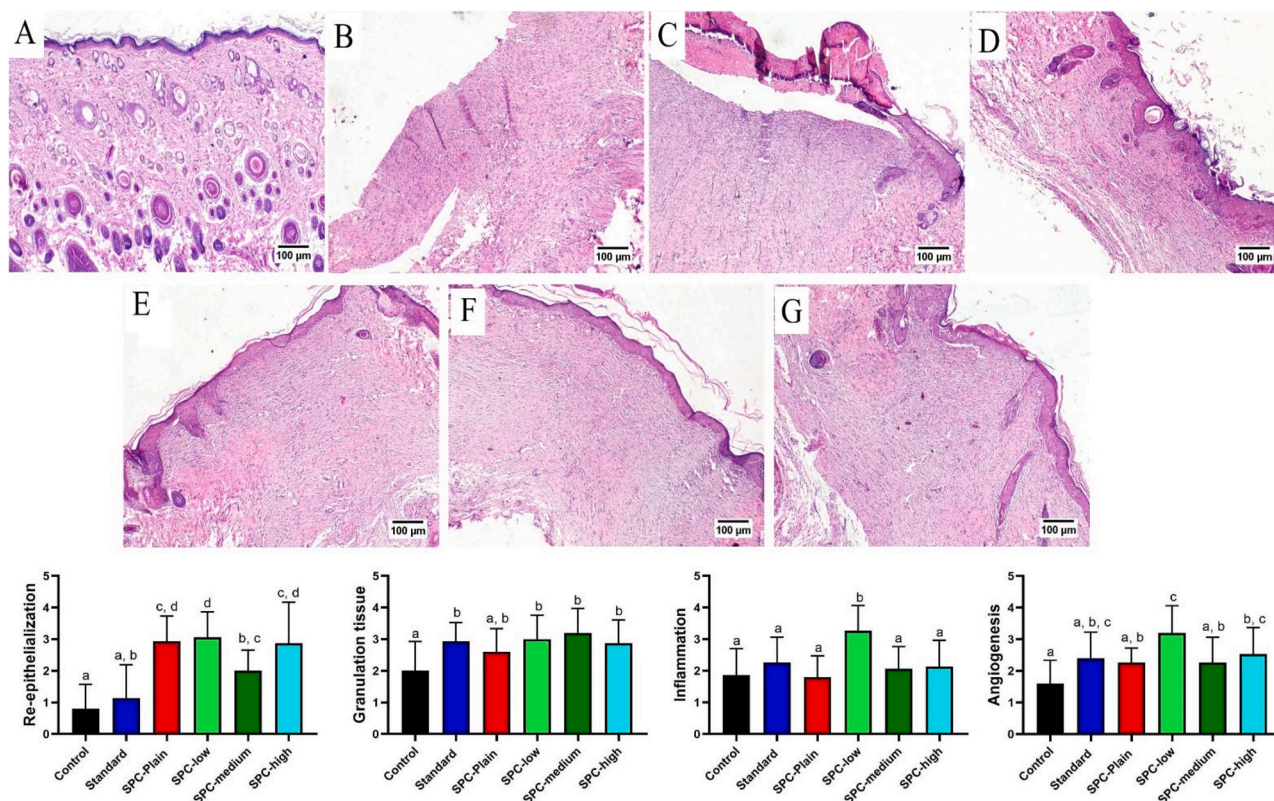 A
B
C
D
100 µm
100 µm
100 µm
100 µm
E
F
G
100 µm
100 µm
100 µm
Re-epithelialization
5
4
3
2
1
0
a
a, b
c, d
d
b, c
c, d
Control
Standard
SPC-Plain
SPC-low
SPC-medium
SPC-high
Granulation tissue
5
4
3
2
1
0
a
b
a, b
b
b
b
Control
Standard
SPC-Plain
SPC-low
SPC-medium
SPC-high
Inflammation
5
4
3
2
1
0
a
a
a
b
a
a
Control
Standard
SPC-Plain
SPC-low
SPC-medium
SPC-high
Angiogenesis
5
4
3
2
1
0
a
a, b, c
a, b
c
a, b
b, c
Control
Standard
SPC-Plain
SPC-low
SPC-medium
SPC-high